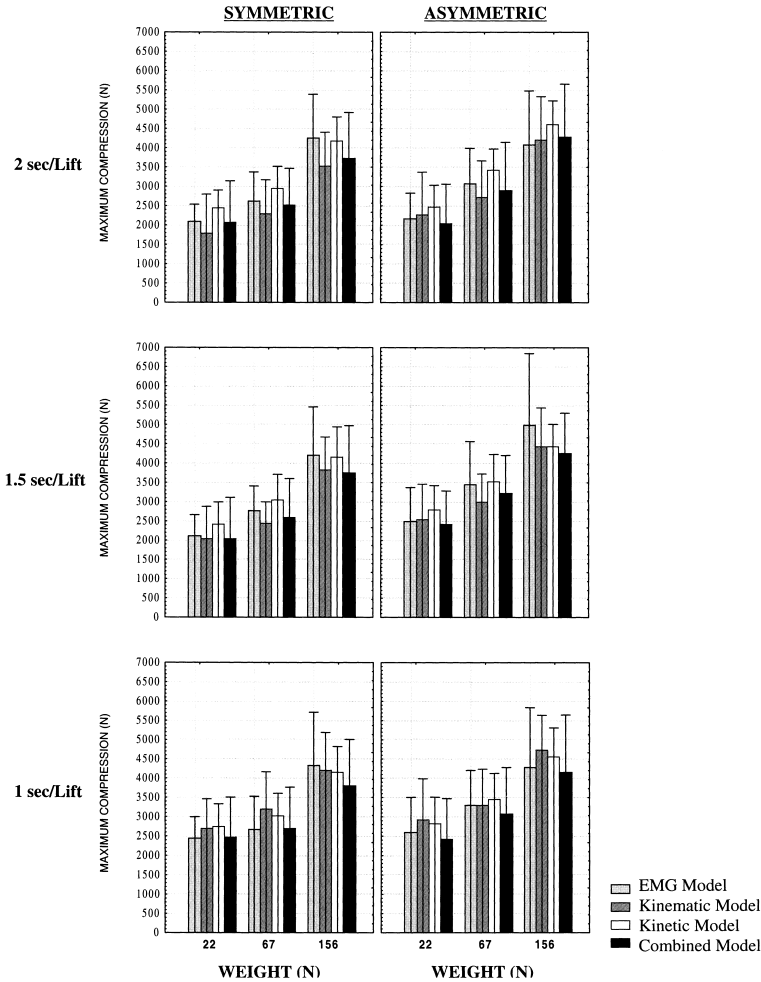 SYMMETRIC
ASYMMETRIC
2 sec/Lift
MAXIMUM COMPRESSION (N)
7000
6500
6000
5500
5000
4500
4000
3500
3000
2500
2000
1500
1000
500
0
1.5 sec/Lift
MAXIMUM COMPRESSION (N)
7000
6500
6000
5500
5000
4500
4000
3500
3000
2500
2000
1500
1000
500
0
1 sec/Lift
MAXIMUM COMPRESSION (N)
7000
6500
6000
5500
5000
4500
4000
3500
3000
2500
2000
1500
1000
500
0
22 67 156
22 67 156
WEIGHT (N)
WEIGHT (N)
EMG Model
Kinematic Model
Kinetic Model
Combined Model